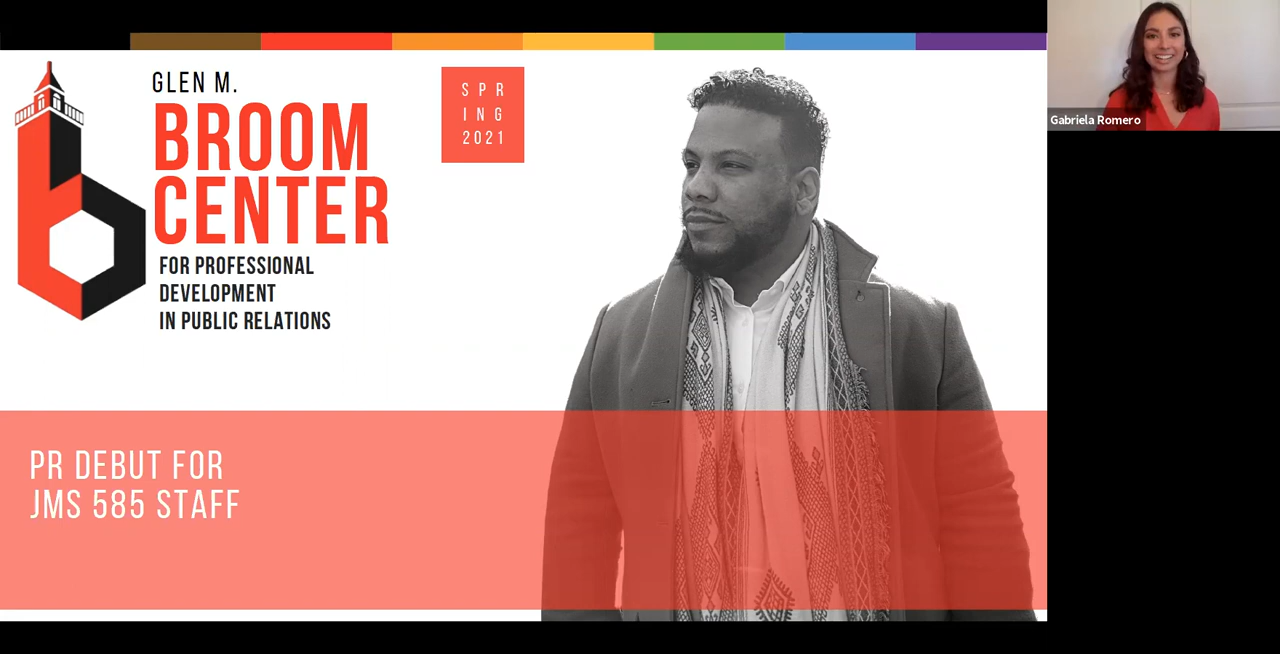 GLEN M.
BROOM
CENTER
FOR PROFESSIONAL
DEVELOPMENT
IN PUBLIC RELATIONS
SPR
ING
2021
PR DEBUT FOR
JMS 585 STAFF
Gabriela Romero